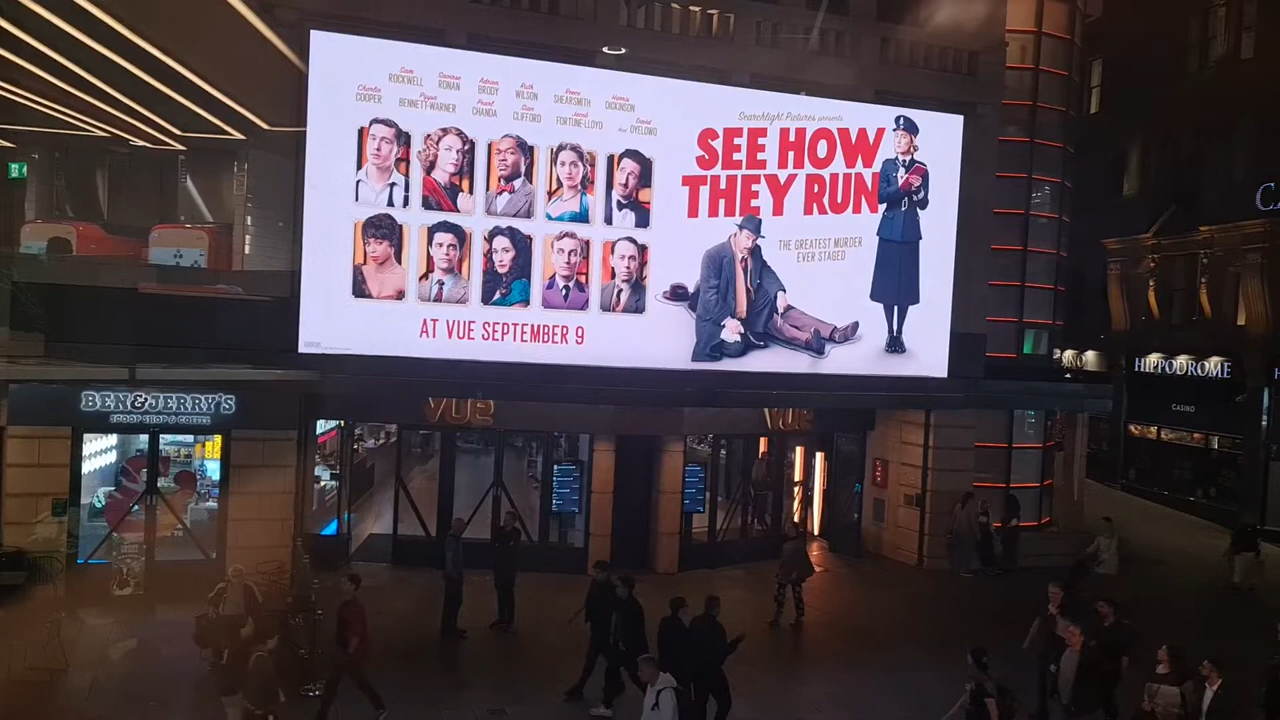 Sam ROCKWELL
Saoirse RONAN
Adrien BRODY
Ruth WILSON
Reece SHEARSMITH
Harris DICKINSON
Charlie COOPER
Pippa BENNETT-WARNER
Pearl CHANDA
Sian CLIFFORD
Jacob FORTUNE-LLOYD
And David OYELOWO
Searchlight Pictures presents
SEE HOW
THEY RUN
THE GREATEST MURDER
EVER STAGED
AT VUE SEPTEMBER 9
BEN&JERRY'S
SCOOP SHOP & COFFEE
VUE
VUE
HIPPODROME
CASINO